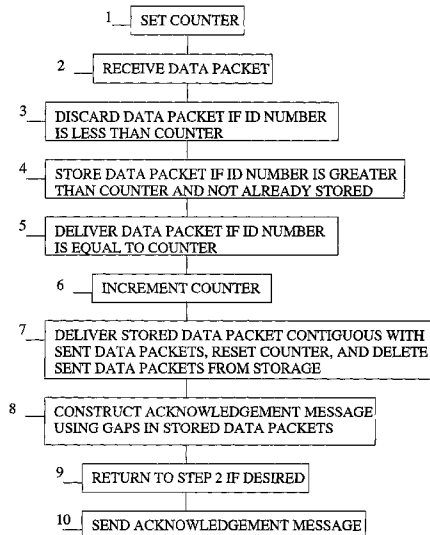 1 SET COUNTER
2 RECEIVE DATA PACKET
3 DISCARD DATA PACKET IF ID NUMBER
IS LESS THAN COUNTER
4 STORE DATA PACKET IF ID NUMBER IS GREATER
THAN COUNTER AND NOT ALREADY STORED
5 DELIVER DATA PACKET IF ID NUMBER
IS EQUAL TO COUNTER
6 INCREMENT COUNTER
7 DELIVER STORED DATA PACKET CONTIGUOUS WITH
SENT DATA PACKETS, RESET COUNTER, AND DELETE
SENT DATA PACKETS FROM STORAGE
8 CONSTRUCT ACKNOWLEDGEMENT MESSAGE
USING GAPS IN STORED DATA PACKETS
9 RETURN TO STEP 2 IF DESIRED
10 SEND ACKNOWLEDGEMENT MESSAGE